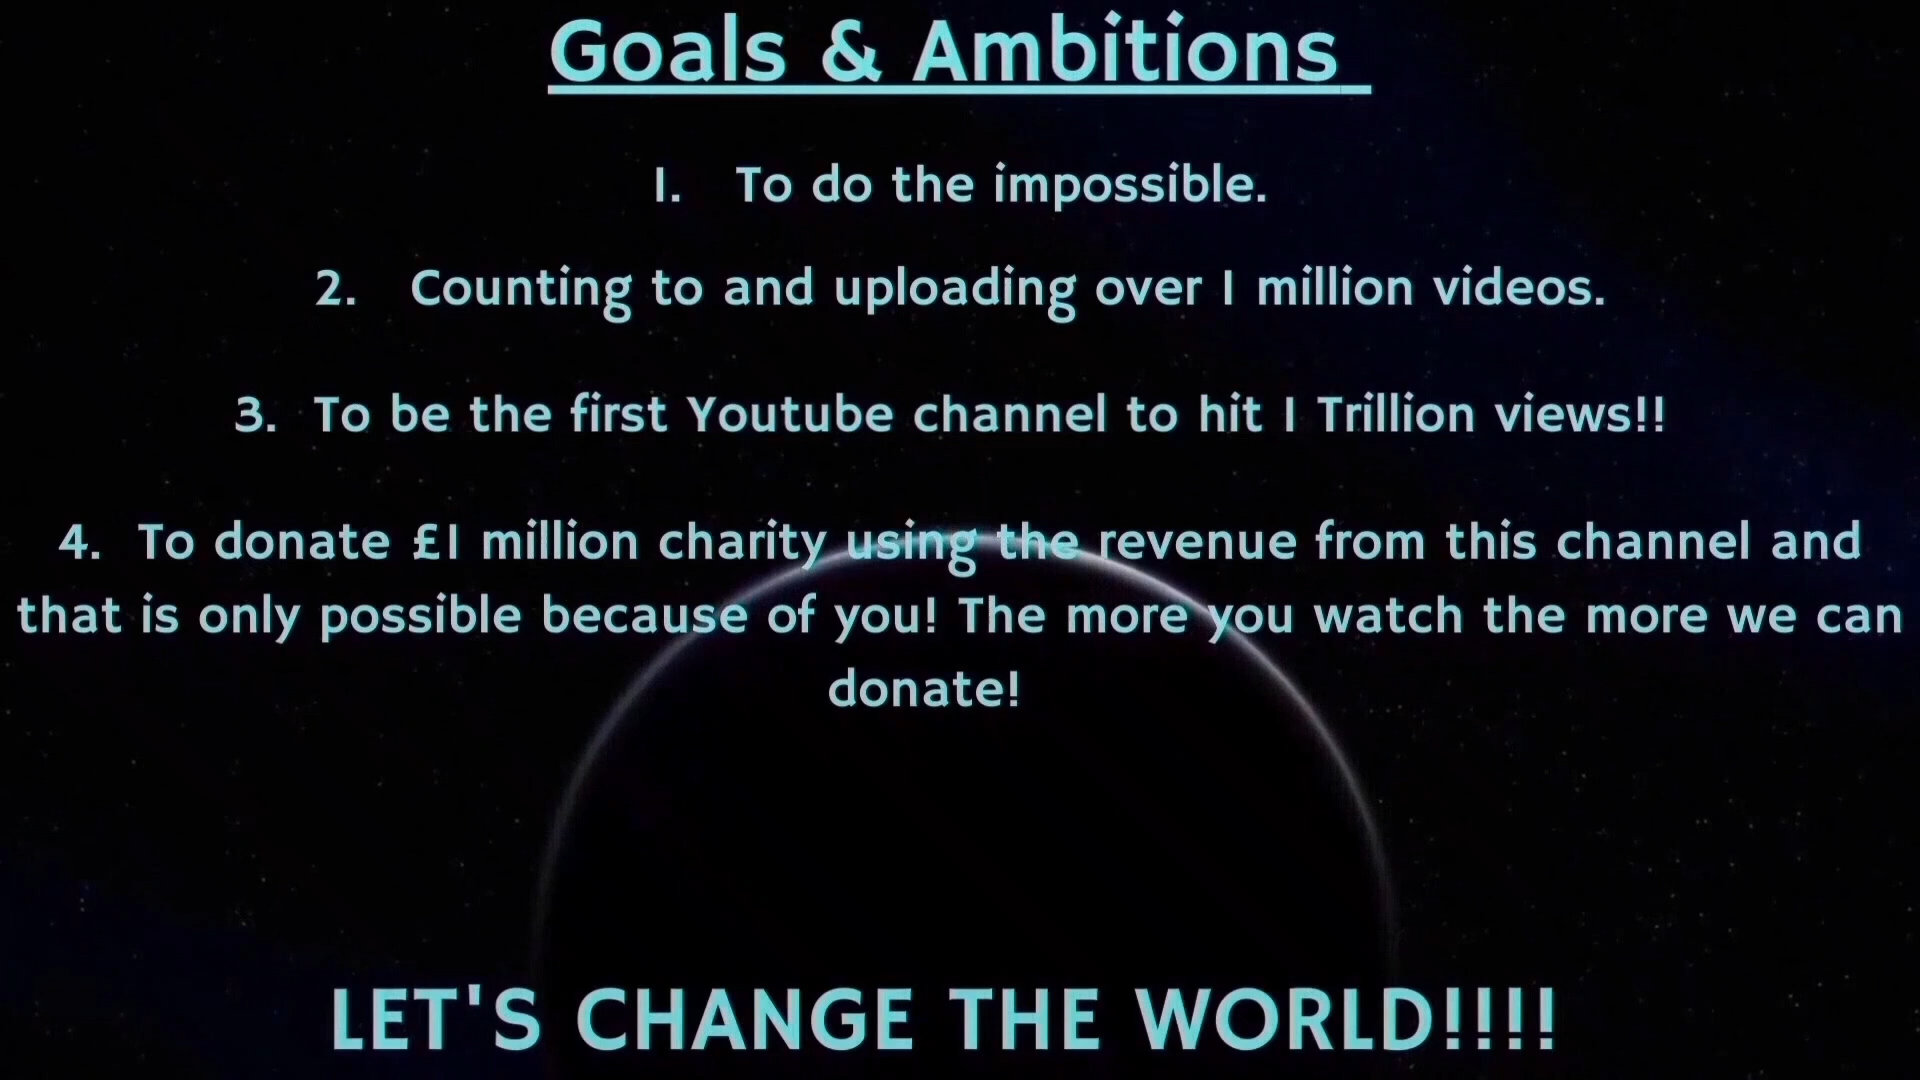 Goals & Ambitions
1. To do the impossible.
2. Counting to and uploading over 1 million videos.
3. To be the first Youtube channel to hit 1 Trillion views!!
4. To donate £1 million charity using the revenue from this channel and
that is only possible because of you! The more you watch the more we can
donate!
LET'S CHANGE THE WORLD!!!!